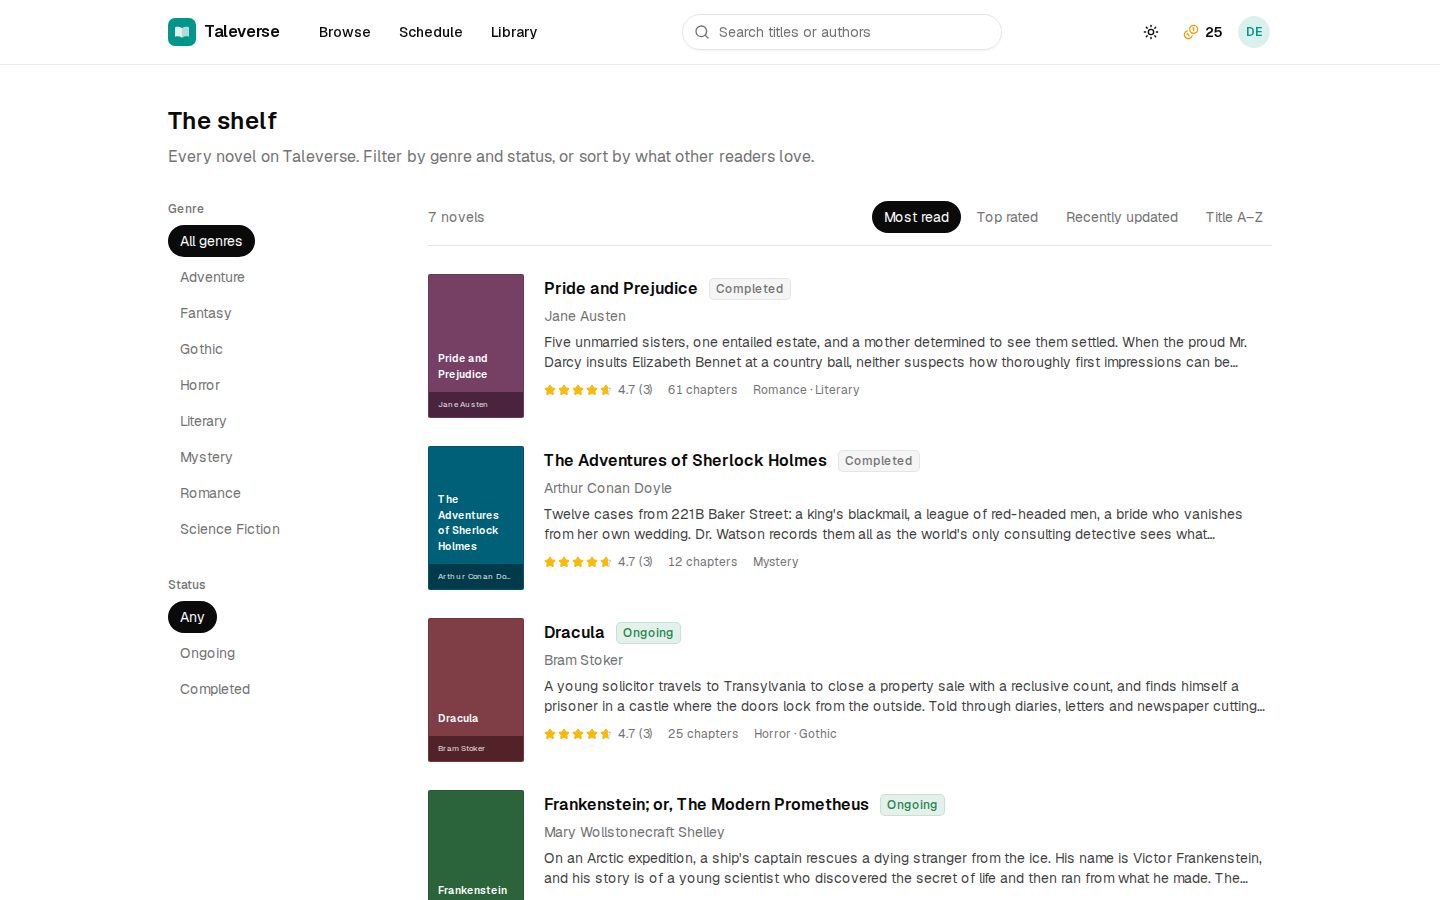 Taleverse
Browse
Schedule
Library
Search titles or authors
25
DE
The shelf
Every novel on Taleverse. Filter by genre and status, or sort by what other readers love.
Genre
All genres
Adventure
Fantasy
Gothic
Horror
Literary
Mystery
Romance
Science Fiction
Status
Any
Ongoing
Completed
7 novels
Most read
Top rated
Recently updated
Title A–Z
Pride and
Prejudice
Jane Austen
Pride and Prejudice
Completed
Jane Austen
Five unmarried sisters, one entailed estate, and a mother determined to see them settled. When the proud Mr.
Darcy insults Elizabeth Bennet at a country ball, neither suspects how thoroughly first impressions can be…
4.7 (3)
61 chapters
Romance · Literary
The
Adventures
of Sherlock
Holmes
Arthur Conan Do…
The Adventures of Sherlock Holmes
Completed
Arthur Conan Doyle
Twelve cases from 221B Baker Street: a king's blackmail, a league of red-headed men, a bride who vanishes
from her own wedding. Dr. Watson records them all as the world's only consulting detective sees what…
4.7 (3)
12 chapters
Mystery
Dracula
Bram Stoker
Dracula
Ongoing
Bram Stoker
A young solicitor travels to Transylvania to close a property sale with a reclusive count, and finds himself a
prisoner in a castle where the doors lock from the outside. Told through diaries, letters and newspaper cutting…
4.7 (3)
25 chapters
Horror · Gothic
Frankenstein
Frankenstein; or, The Modern Prometheus
Ongoing
Mary Wollstonecraft Shelley
On an Arctic expedition, a ship's captain rescues a dying stranger from the ice. His name is Victor Frankenstein,
and his story is of a young scientist who discovered the secret of life and then ran from what he made. The…